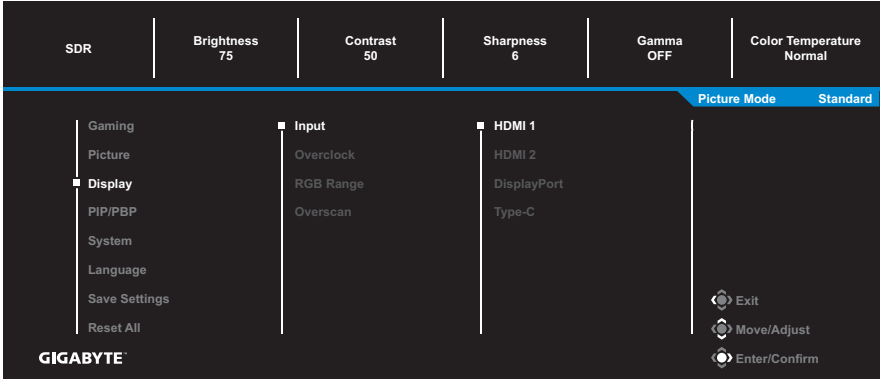 SDR
Brightness
75
Contrast
50
Sharpness
6
Gamma
OFF
Color Temperature
Normal
Picture Mode Standard
Gaming
Picture
Display
PIP/PBP
System
Language
Save Settings
Reset All
Input
Overclock
RGB Range
Overscan
HDMI 1
HDMI 2
DisplayPort
Type-C
Exit
Move/Adjust
Enter/Confirm
GIGABYTE™